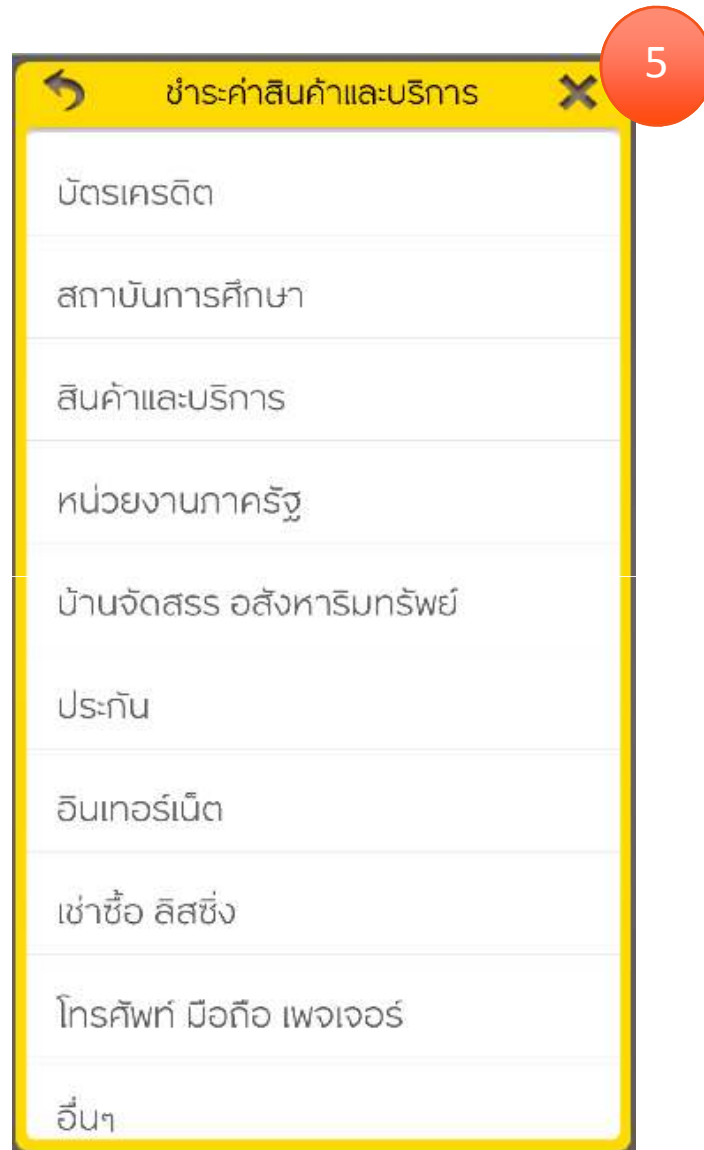 5
ชำระค่าสินค้าและบริการ
บัตรเครดิต
สถาบันการศึกษา
สินค้าและบริการ
หน่วยงานภาครัฐ
บ้านจัดสรร อสังหาริมทรัพย์
ประกัน
อินเทอร์เน็ต
เช่าซื้อ ลิสซิ่ง
โทรศัพท์ มือถือ เพจเจอร์
อื่นๆ